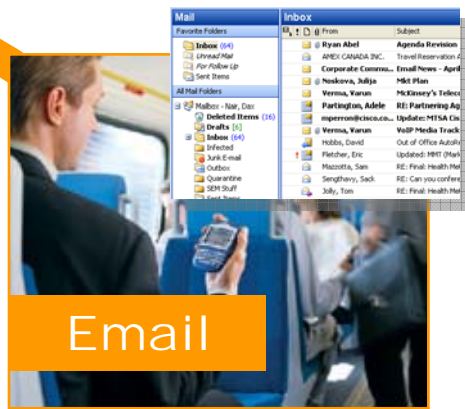 Mail
Favorite Folders
Inbox (64)
Unread Mail
For Follow Up
Sent Items
All Mail Folders
Mailbox - Nair, Dax
Deleted Items (16)
Drafts [6]
Inbox (64)
Infected
Junk E-mail
Outbox
Quarantine
SEM Stuff
Sent Items
Inbox
From Subject
Ryan Abel Agenda Revision
AMEX CANADA INC. Travel Reservation A
Corporate Commu... Email News - April
Noskova, Julija Mkt Plan
Verma, Varun McKinsey's Teleco
Partington, Adele RE: Partnering Ag
mperron@cisco.co... Update: MTSA Cis
Verma, Varun VoIP Media Track
Hobbs, David Out of Office AutoRe
Fletcher, Eric Updated: MMT (Mark
Mazzotta, Sam RE: Final: Health Me
Sengthavy, Sack RE: Can you confere
Jolly, Tom RE: Final: Health Me
Email